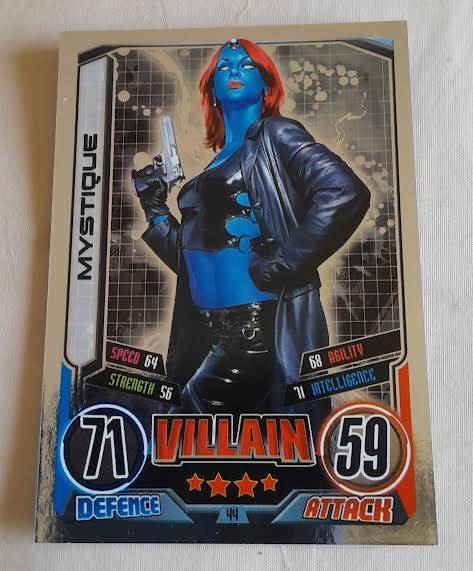 MYSTIQUE
SPEED 64
68 AGILITY
STRENGTH 56
71 INTELLIGENCE
71
VILLAIN
59
DEFENCE
44
ATTACK